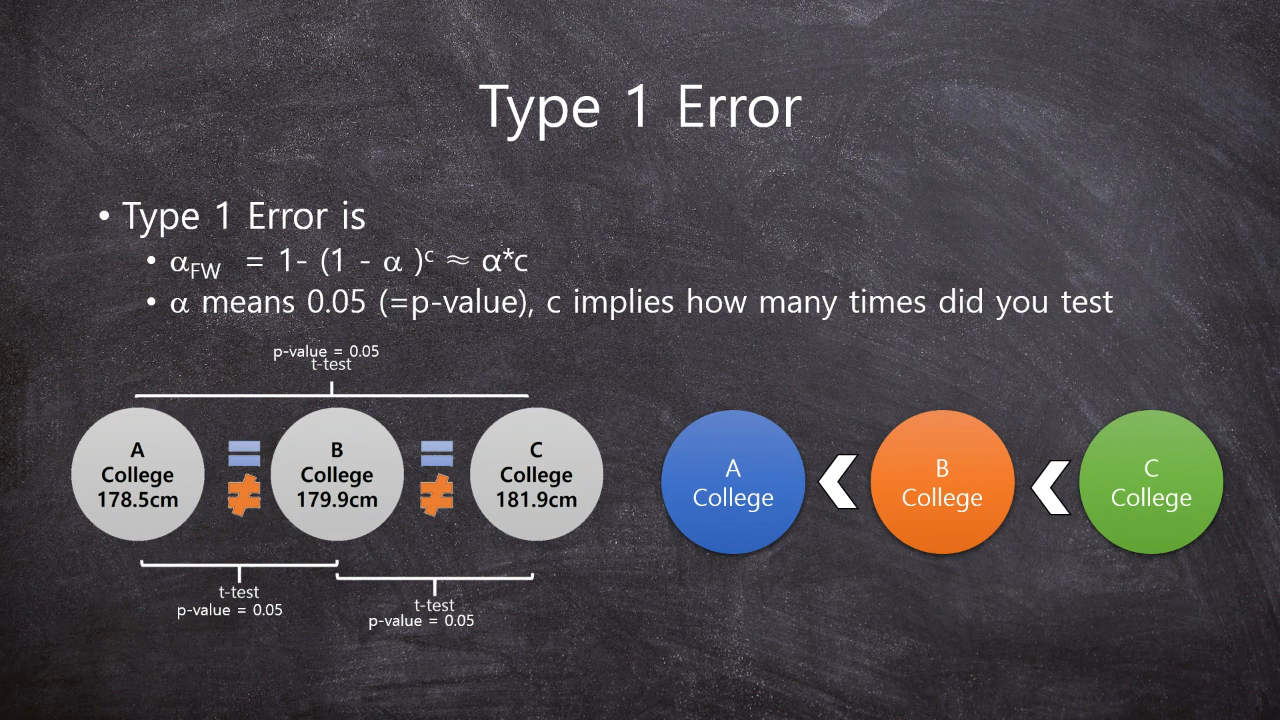 Type 1 Error
• Type 1 Error is
• α_FW = 1- (1 - α )^c ≈ α*c
• α means 0.05 (=p-value), c implies how many times did you test
p-value = 0.05
t-test
A
College
178.5cm
=
≠
B
College
179.9cm
=
≠
C
College
181.9cm
t-test
p-value = 0.05
t-test
p-value = 0.05
A
College
B
College
C
College